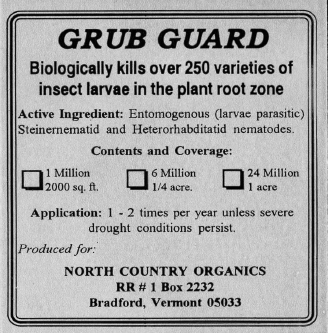 GRUB GUARD
Biologically kills over 250 varieties of
insect larvae in the plant root zone
Active Ingredient: Entomogenous (larvae parasitic)
Steinernematid and Heterorhabditatid nematodes.
Contents and Coverage:
1 Million 6 Million 24 Million
2000 sq. ft. 1/4 acre. 1 acre
Application: 1 - 2 times per year unless severe
drought conditions persist.
Produced for:
NORTH COUNTRY ORGANICS
RR # 1 Box 2232
Bradford, Vermont 05033